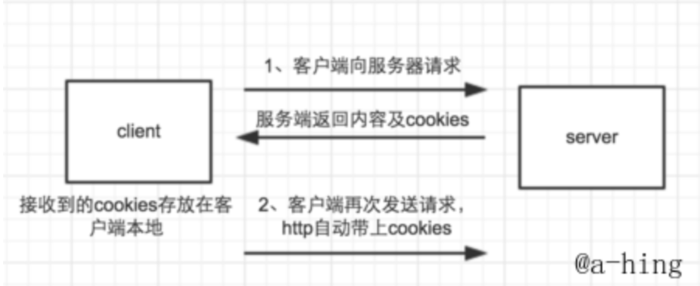 1、客户端向服务器请求
client
服务端返回内容及cookies
server
接收到的cookies存放在客
户端本地
2、客户端再次发送请求，
http自动带上cookies
@a-hing